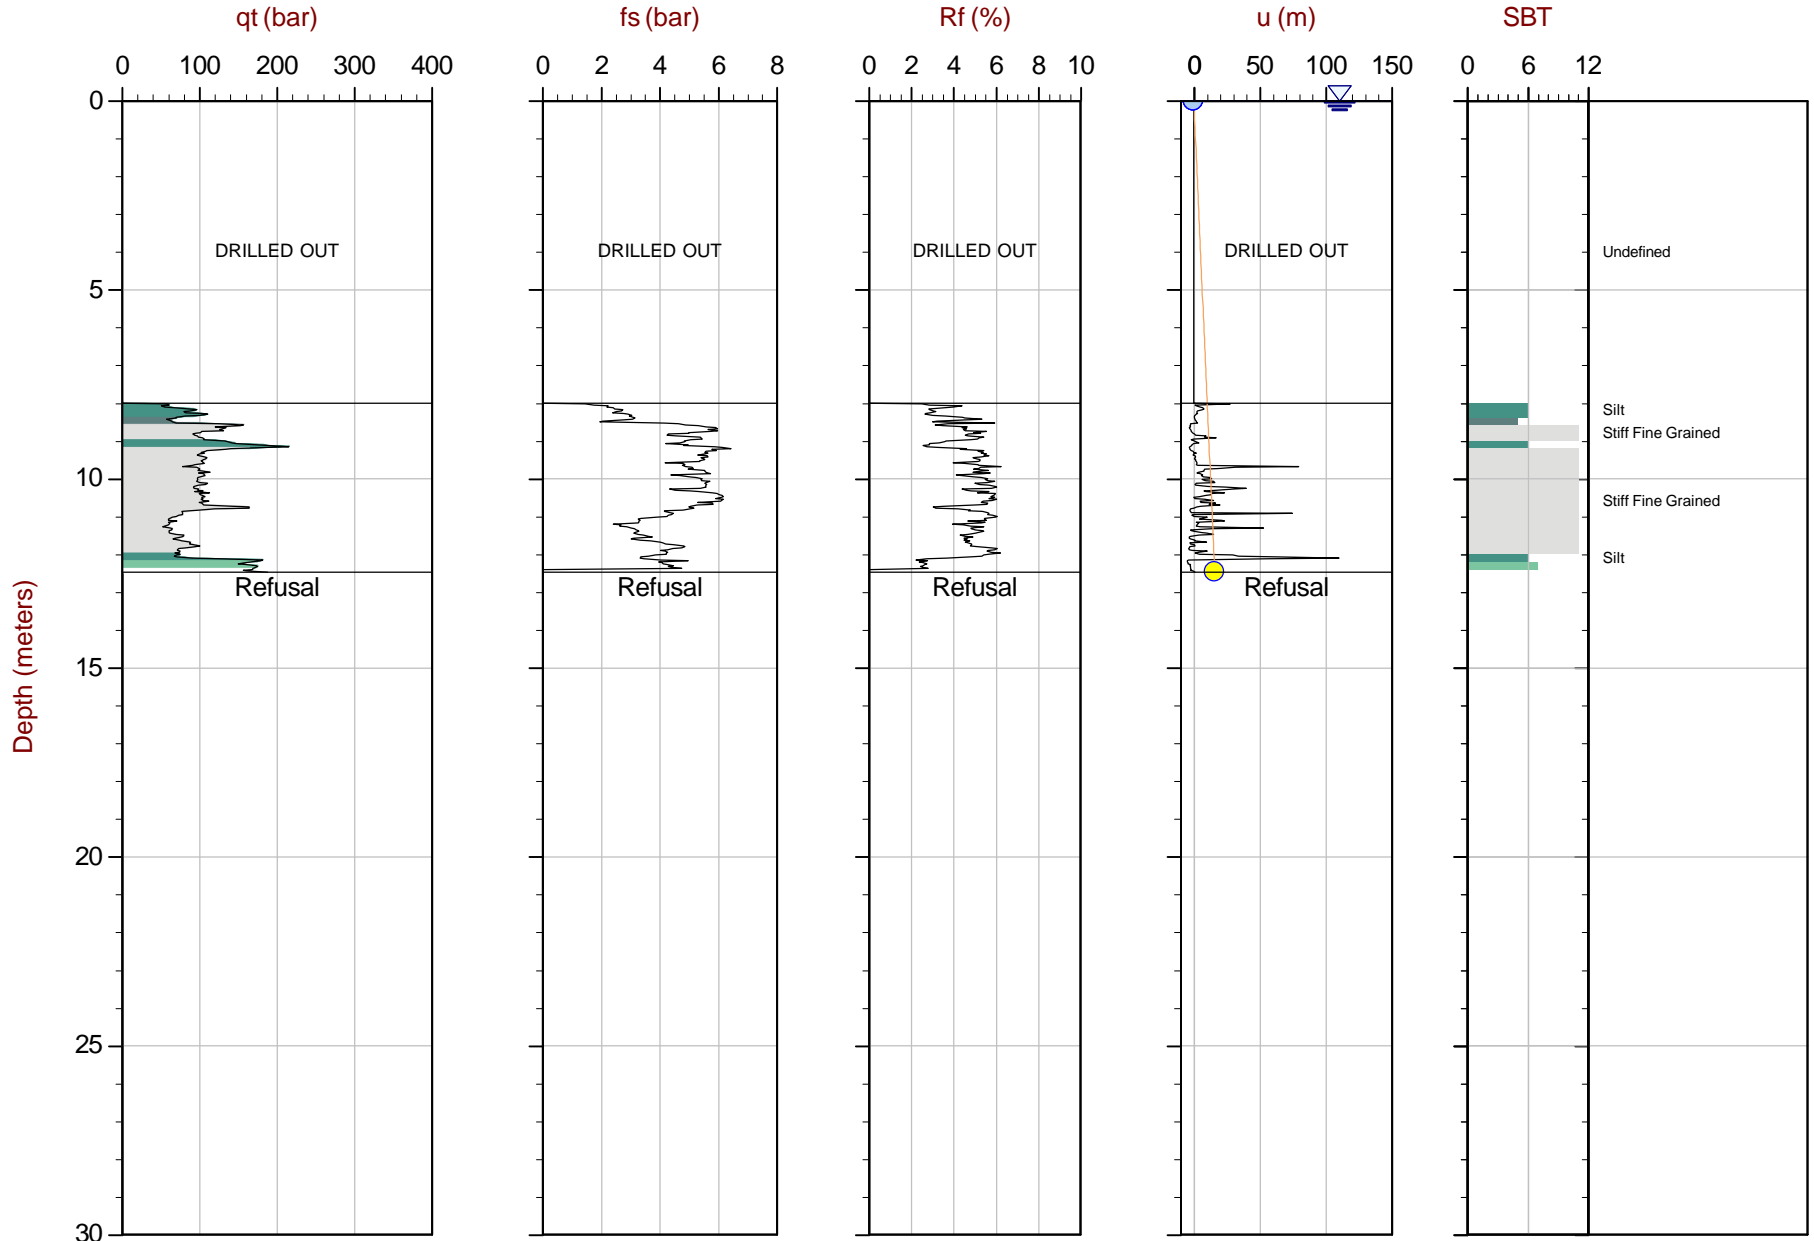 qt (bar) fs (bar) Rf (%) u (m) SBT
0 100 200 300 400 0 2 4 6 8 0 2 4 6 8 10 0 50 100 150 0 6 12
0
DRILLED OUT DRILLED OUT DRILLED OUT DRILLED OUT Undefined
5
Silt
Stiff Fine Grained
10
Stiff Fine Grained
Silt
Refusal Refusal Refusal Refusal
15
Depth (meters)
20
25
30